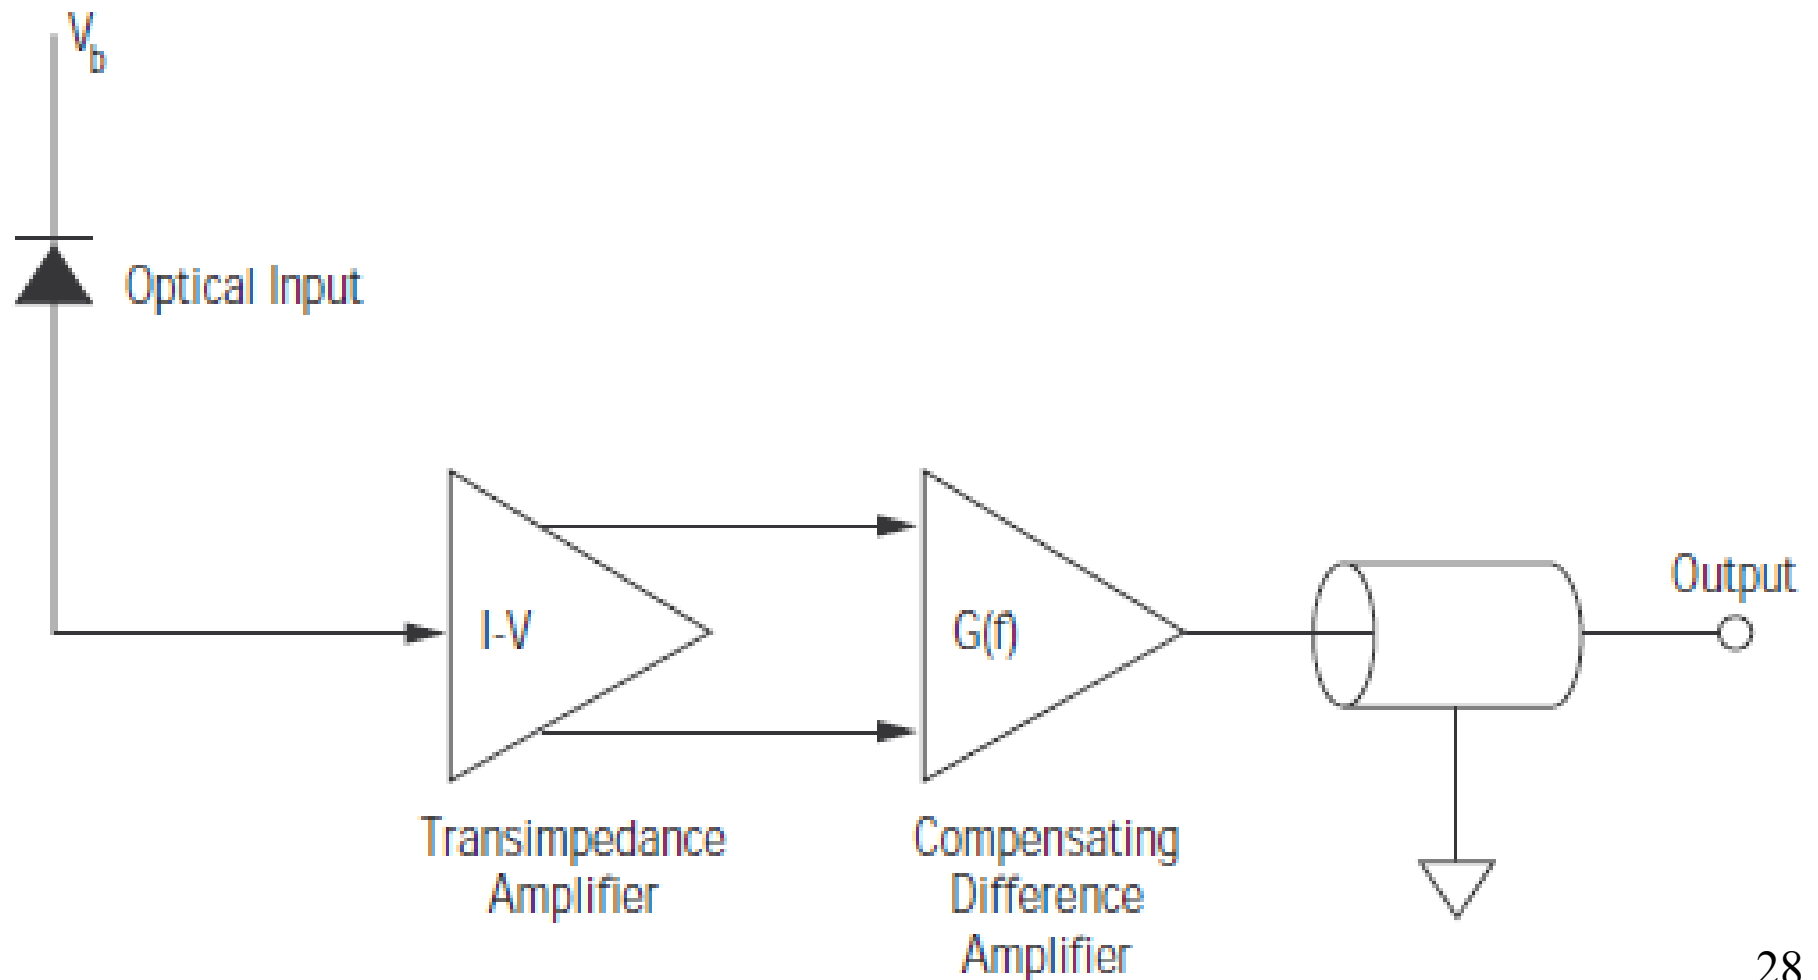 V_b
Optical Input
I-V
G(f)
Output
Transimpedance
Amplifier
Compensating
Difference
Amplifier
28